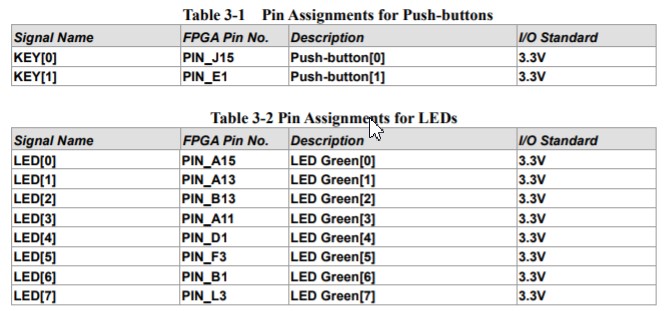 Table 3-1 Pin Assignments for Push-buttons
Signal Name FPGA Pin No. Description I/O Standard
KEY[0] PIN_J15 Push-button[0] 3.3V
KEY[1] PIN_E1 Push-button[1] 3.3V
Table 3-2 Pin Assignments for LEDs
Signal Name FPGA Pin No. Description I/O Standard
LED[0] PIN_A15 LED Green[0] 3.3V
LED[1] PIN_A13 LED Green[1] 3.3V
LED[2] PIN_B13 LED Green[2] 3.3V
LED[3] PIN_A11 LED Green[3] 3.3V
LED[4] PIN_D1 LED Green[4] 3.3V
LED[5] PIN_F3 LED Green[5] 3.3V
LED[6] PIN_B1 LED Green[6] 3.3V
LED[7] PIN_L3 LED Green[7] 3.3V